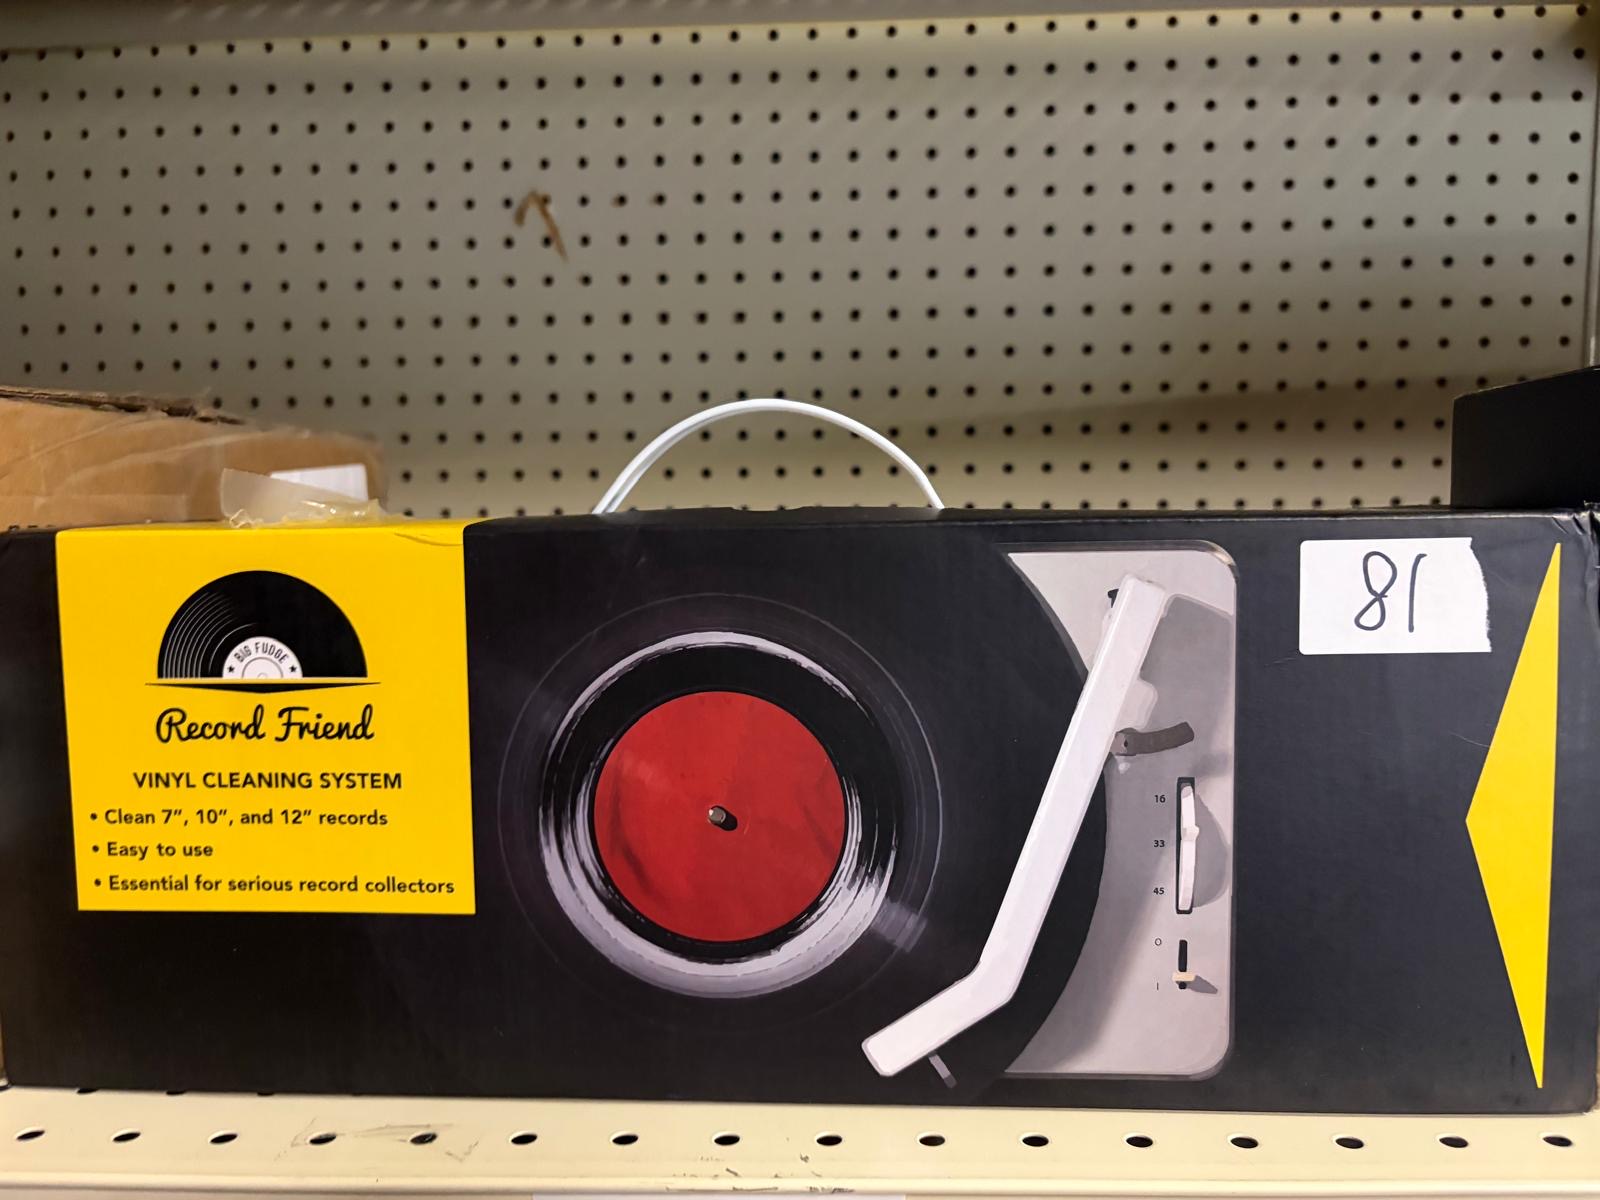 BIG FUDGE
Record Friend
VINYL CLEANING SYSTEM
• Clean 7”, 10”, and 12” records
• Easy to use
• Essential for serious record collectors
81
16
33
45
O
I